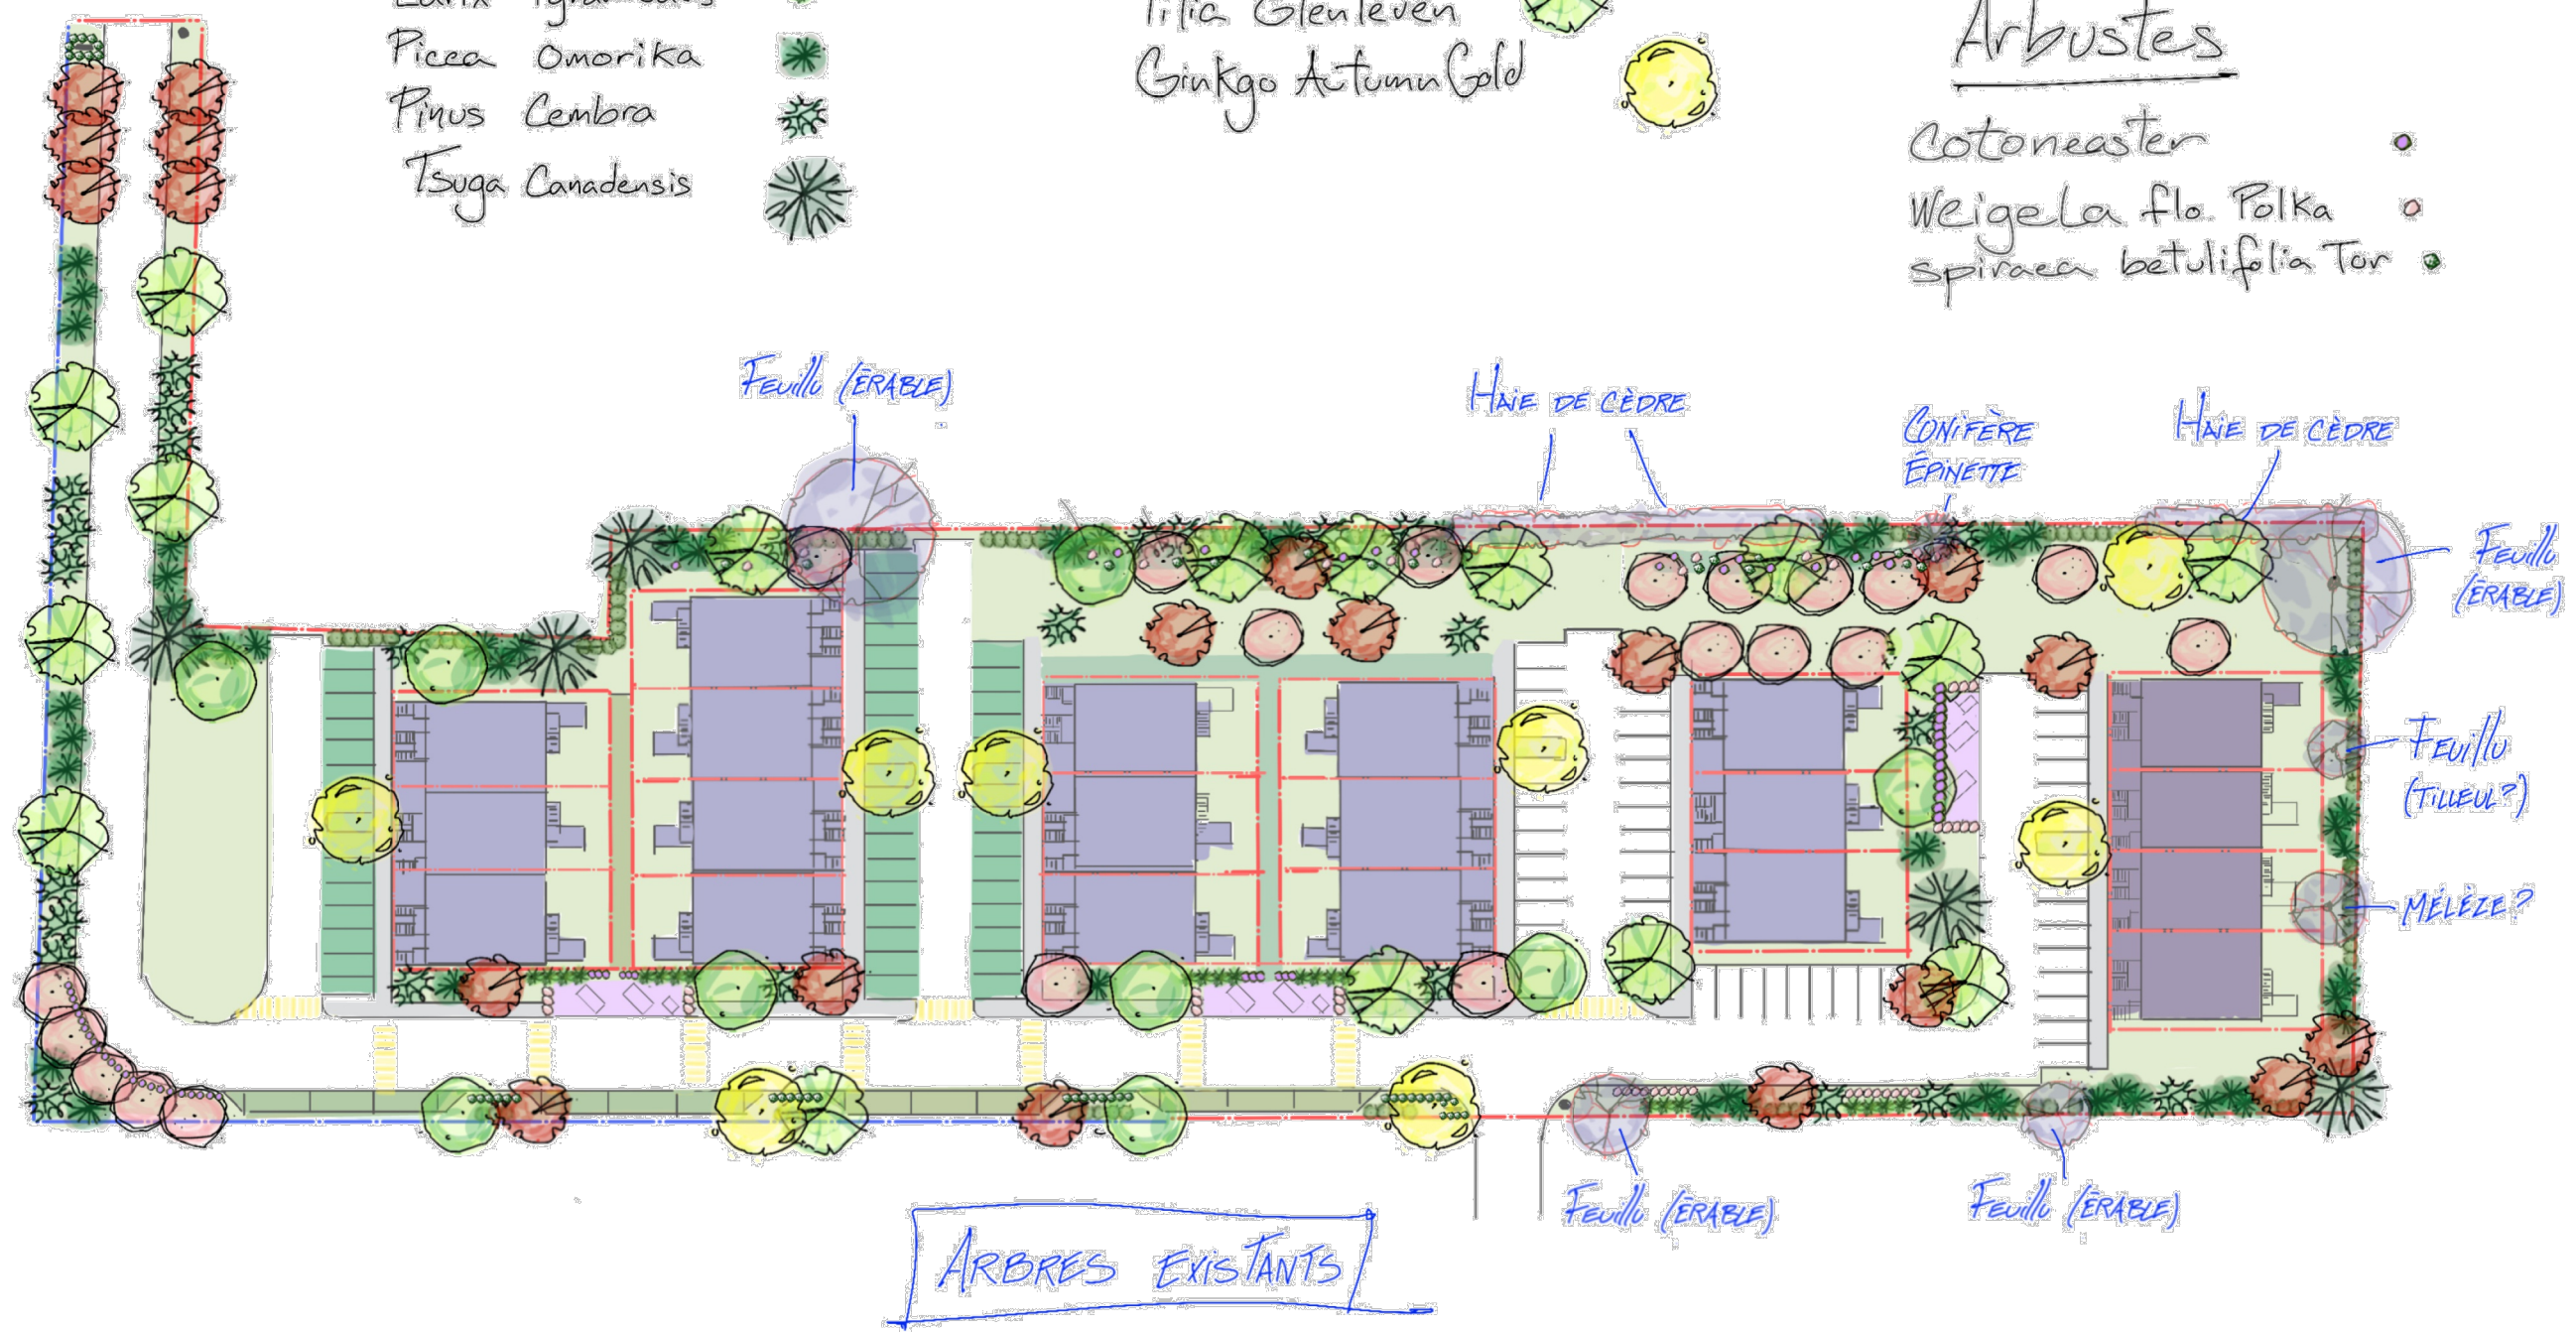 Picea Omorika
Pinus Cembra
Tsuga Canadensis
Tilia Glenleven
Ginkgo Autumn Gold
Arbustes
Cotoneaster
Weigela flo. Polka
spiraea betulifolia Tor
Feuillu (ÉRABLE)
HAIE DE CÈDRE
CONIFÈRE
ÉPINETTE
HAIE DE CÈDRE
Feuillu
(ÉRABLE)
Feuillu
(TILLEUL?)
MÉLÈZE?
Feuillu (ÉRABLE)
Feuillu (ÉRABLE)
ARBRES EXISTANTS